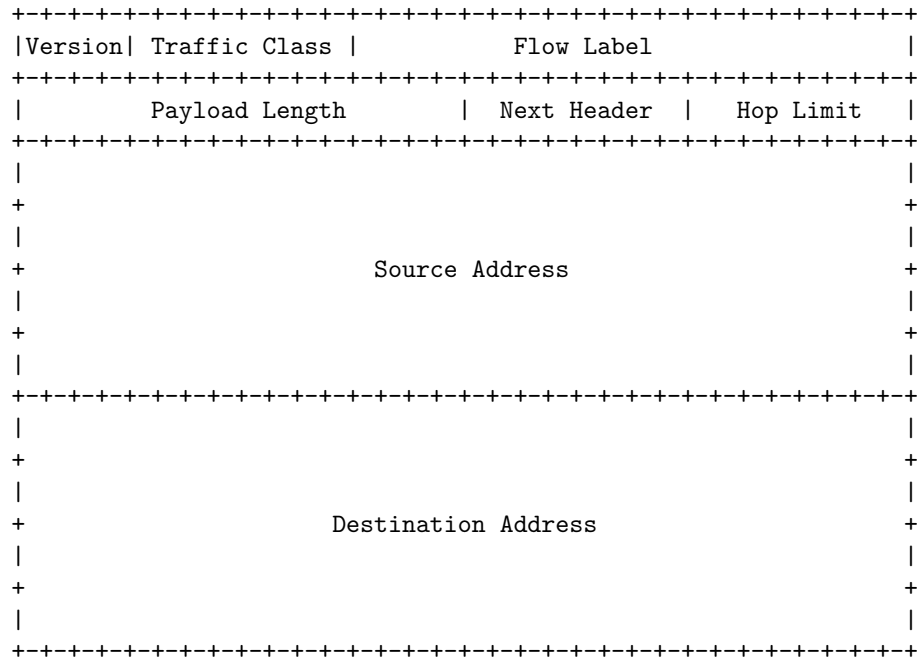 |Version| Traffic Class | Flow Label |
| Payload Length | Next Header | Hop Limit |
Source Address
Destination Address